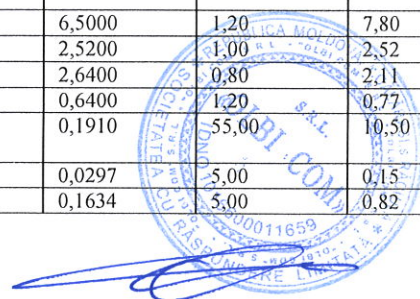 6,5000 1,20 7,80
2,5200 1,00 2,52
2,6400 0,80 2,11
0,6400 1,20 0,77
0,1910 55,00 10,50
0,0297 5,00 0,15
0,1634 5,00 0,82
REPUBLICA MOLDOVA
SOCIETATEA CU RĂSPUNDERE LIMITATĂ
OLBI COM
S.R.L.